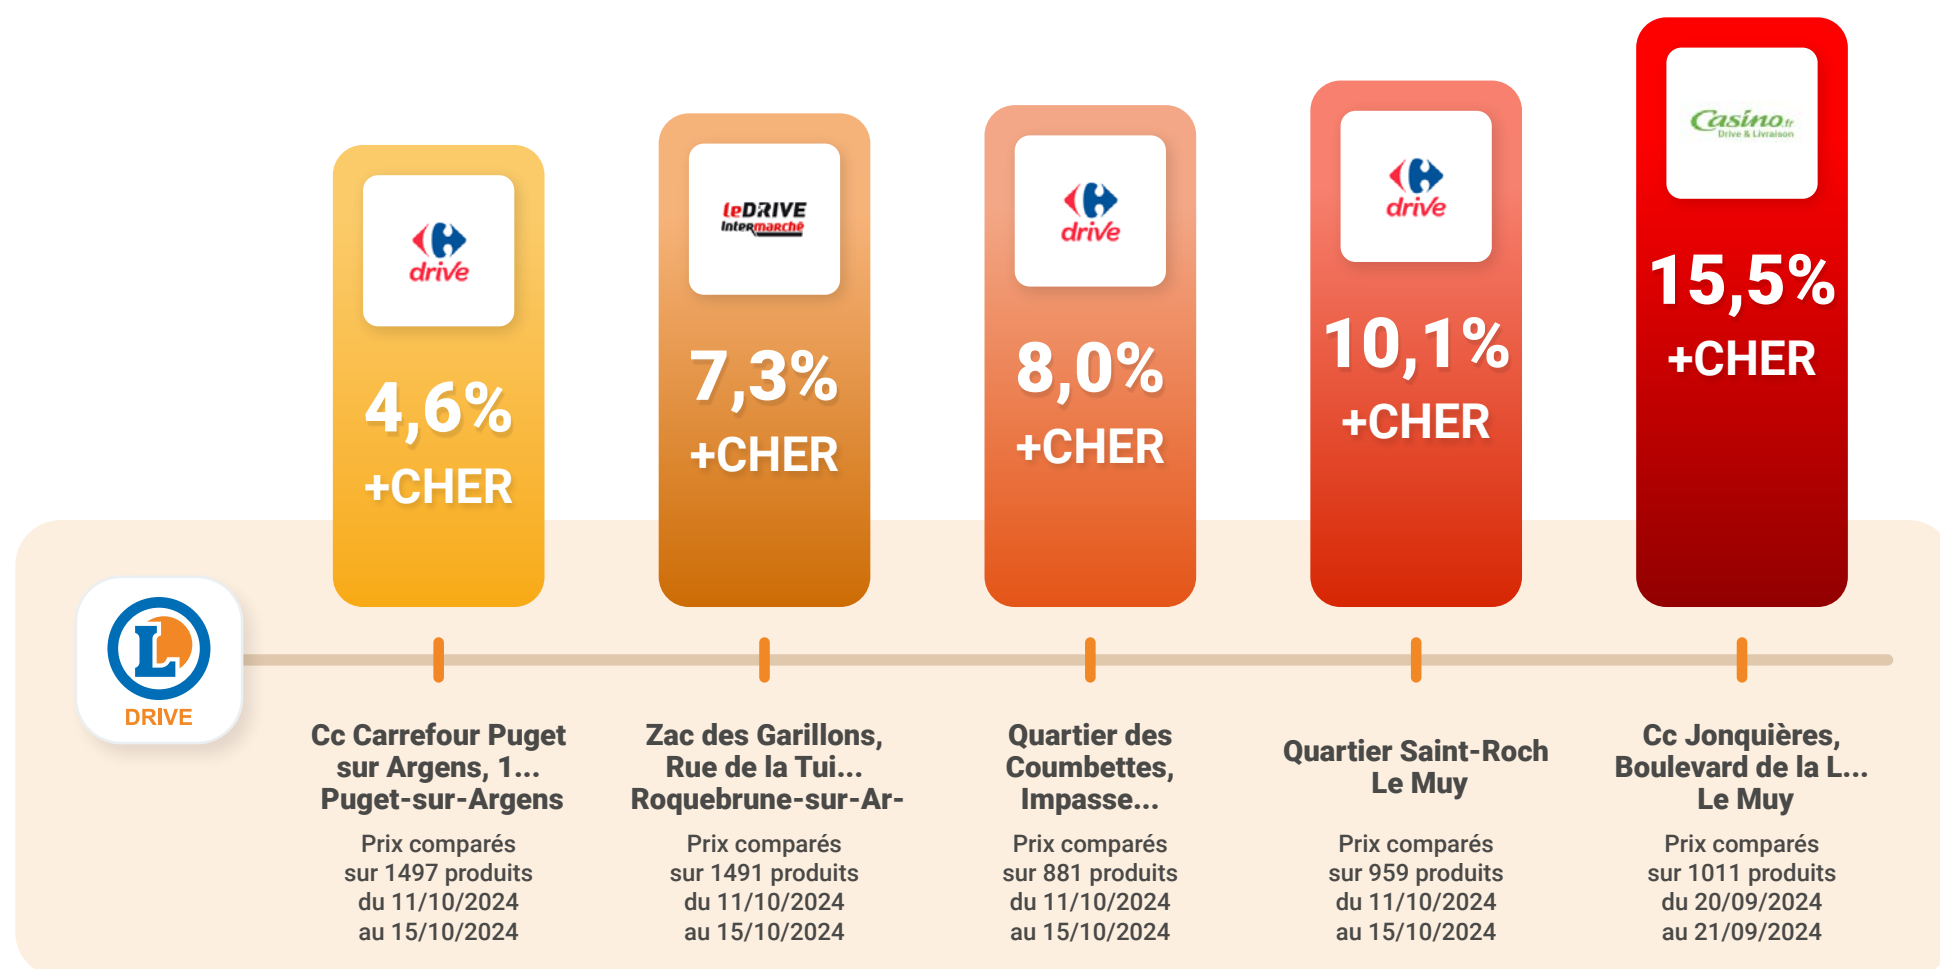 drive
4,6%
+CHER
leDRIVE
Intermarché
7,3%
+CHER
drive
8,0%
+CHER
drive
10,1%
+CHER
Casino.fr
Drive & Livraison
15,5%
+CHER
L
DRIVE
Cc Carrefour Puget
sur Argens, 1...
Puget-sur-Argens
Prix comparés
sur 1497 produits
du 11/10/2024
au 15/10/2024
Zac des Garillons,
Rue de la Tui...
Roquebrune-sur-Ar-
Prix comparés
sur 1491 produits
du 11/10/2024
au 15/10/2024
Quartier des
Coumbettes,
Impasse...
Prix comparés
sur 881 produits
du 11/10/2024
au 15/10/2024
Quartier Saint-Roch
Le Muy
Prix comparés
sur 959 produits
du 11/10/2024
au 15/10/2024
Cc Jonquières,
Boulevard de la L...
Le Muy
Prix comparés
sur 1011 produits
du 20/09/2024
au 21/09/2024